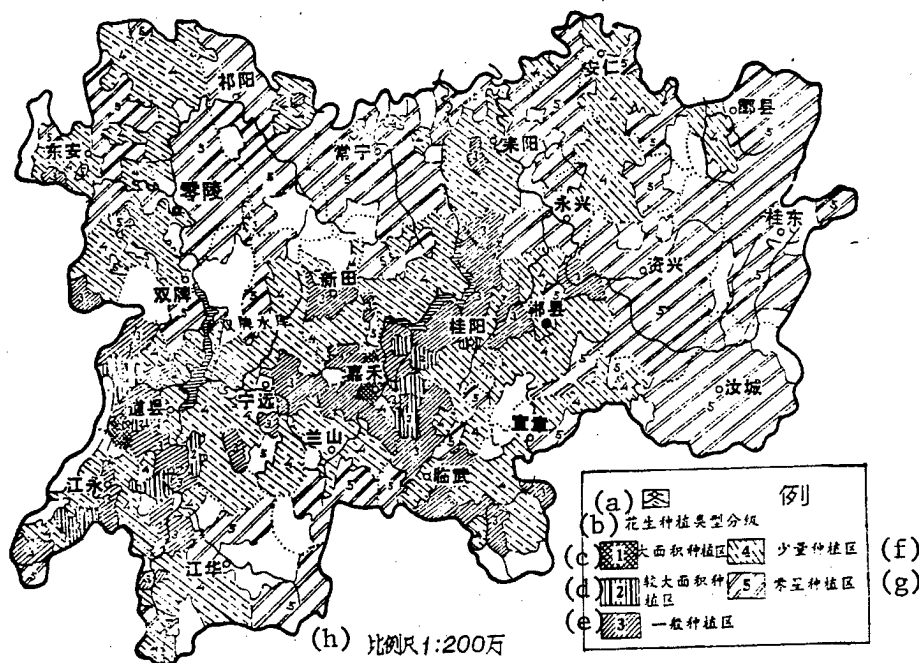 祁阳
安仁
酃县
东安
常宁
耒阳
零陵
永兴
桂东
资兴
新田
双牌
双牌水库
桂阳
郴县
嘉禾
汝城
道县
宁远
宜章
兰山
临武
江永
江华
(a) 图 例
(b) 花生种植类型分级
(c) 1 大面积种植区 4 少量种植区 (f)
(d) 2 较大面积种植区 5 零星种植区 (g)
(e) 3 一般种植区
(h) 比例尺1:200万